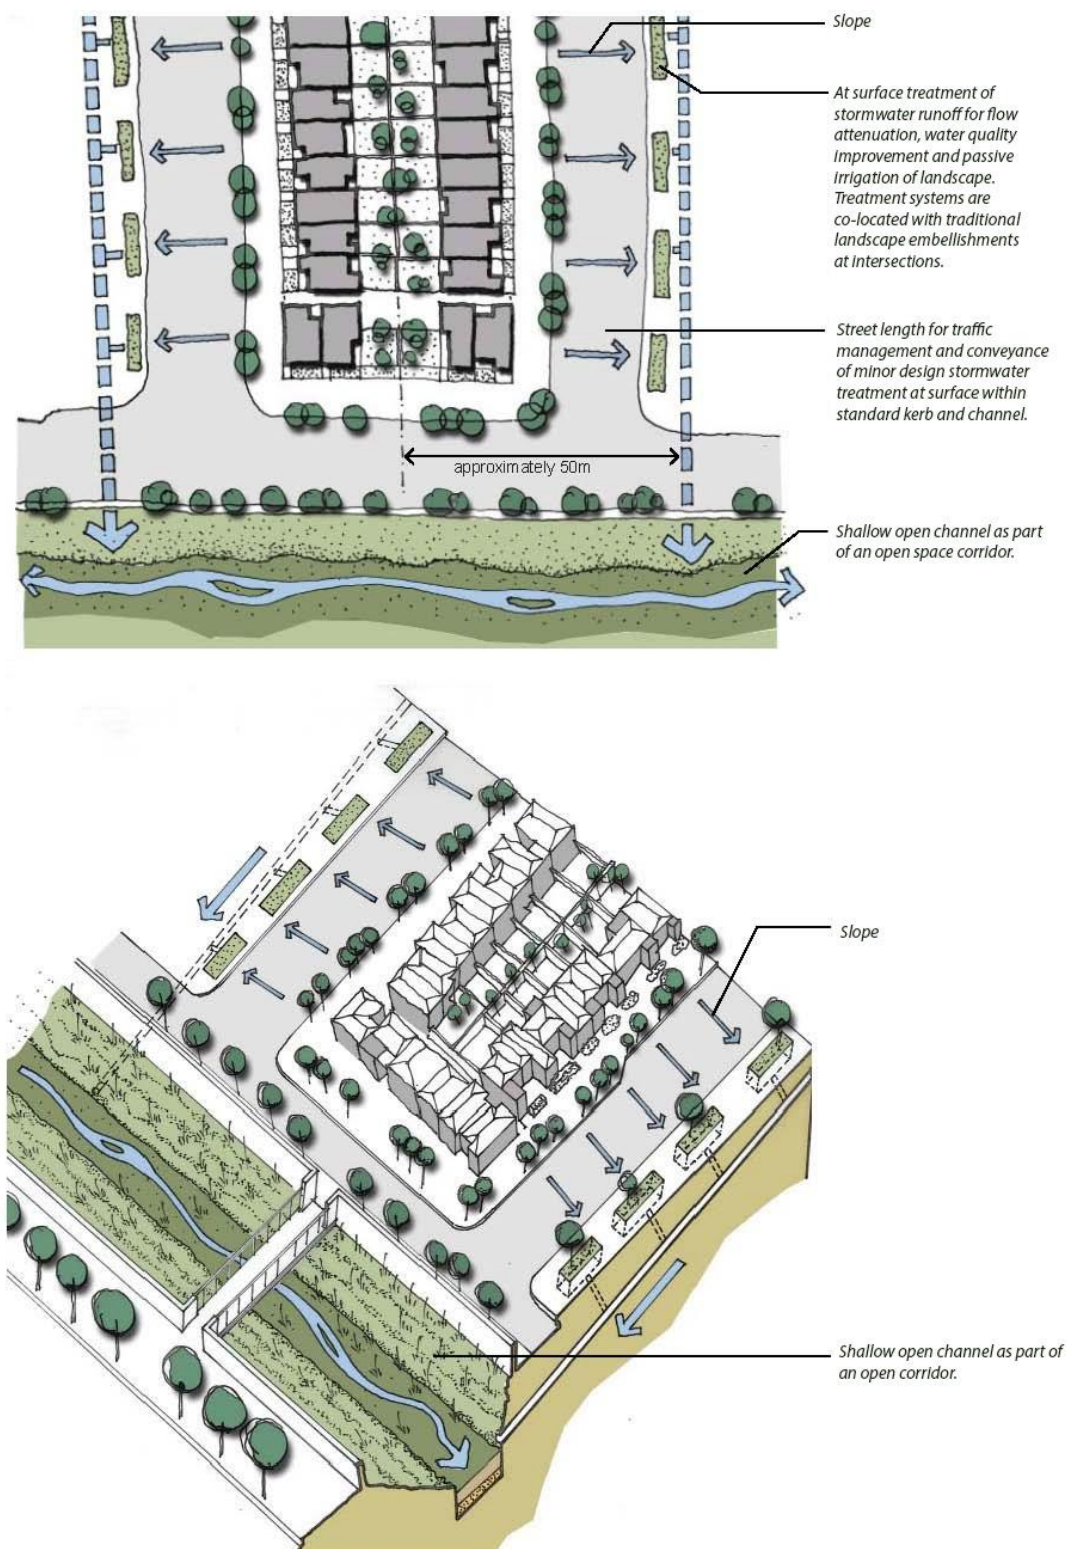 Slope
At surface treatment of
stormwater runoff for flow
attenuation, water quality
improvement and passive
irrigation of landscape.
Treatment systems are
co-located with traditional
landscape embellishments
at intersections.
Street length for traffic
management and conveyance
of minor design stormwater
treatment at surface within
standard kerb and channel.
approximately 50m
Shallow open channel as part
of an open space corridor.
Slope
Shallow open channel as part of
an open corridor.